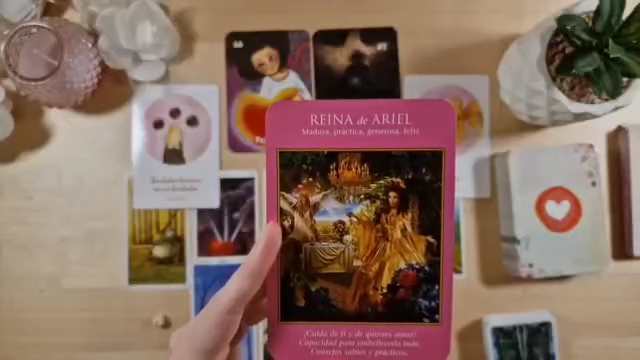 66
REINA de ARIEL
Madura, práctica, generosa, feliz
¡Cuida de ti y de quienes amas!
Capacidad para embellecerlo todo.
Consejos sabios y prácticos.